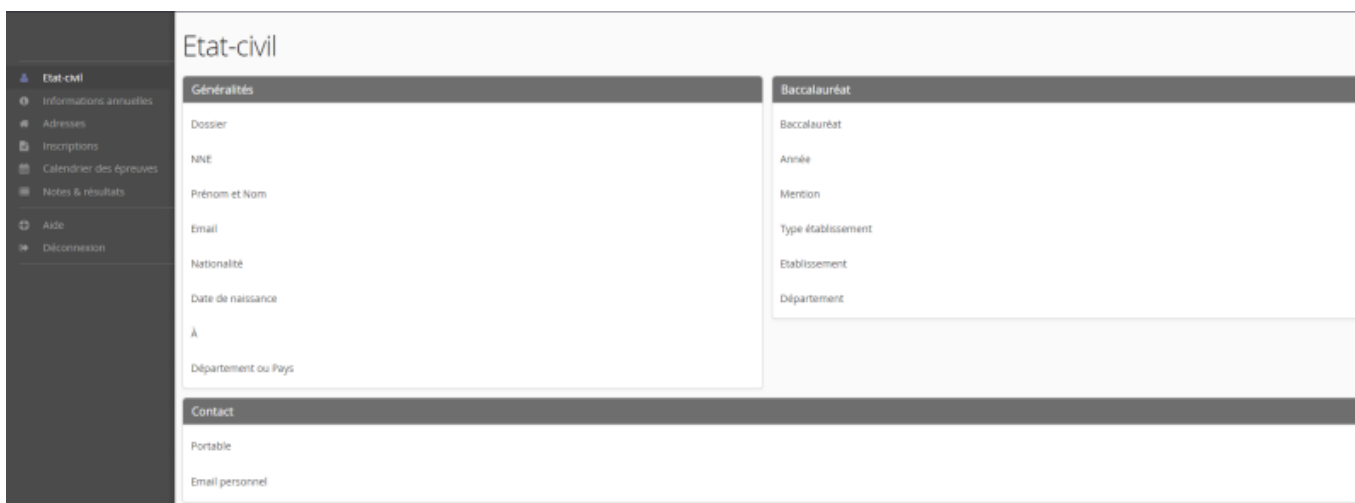 Etat-civil
Informations annuelles
Adresses
Inscriptions
Calendrier des épreuves
Notes & résultats
Aide
Déconnexion
Etat-civil
Généralités
Dossier
NNE
Prénom et Nom
Email
Nationalité
Date de naissance
À
Département ou Pays
Baccalauréat
Baccalauréat
Année
Mention
Type établissement
Etablissement
Département
Contact
Portable
Email personnel